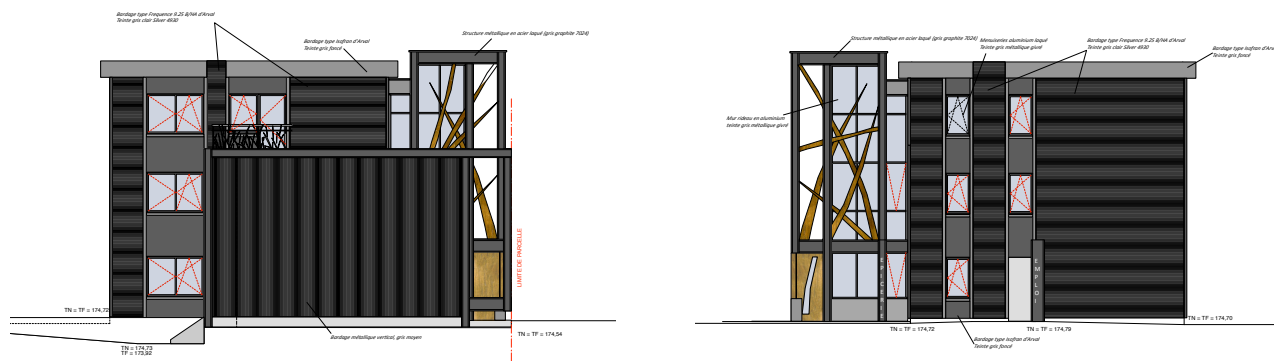 Bardage type Frequence 9.25 B/HA d'Arval
Teinte gris clair Silver 4930
Bardage type isofran d'Arval
Teinte gris foncé
Structure métallique en acier laqué (gris graphite 7024)
LIMITE DE PARCELLE
TN = TF = 174,72
TN = 174,73
TF = 173,92
Bardage métallique vertical, gris moyen
TN = TF = 174,54
Structure métallique en acier laqué (gris graphite 7024)
Menuiseries aluminium laqué
Teinte gris métallique givré
Bardage type Frequence 9.25 B/HA d'Arval
Teinte gris clair Silver 4930
Bardage type isofran d'Arva
Teinte gris foncé
Mur rideau en aluminium
teinte gris métallique givré
EPICERIE
EMPLOI
TN = TF = 174,72
TN = TF = 174,79
TN = TF = 174,70
Bardage type isofran d'Arval
Teinte gris foncé